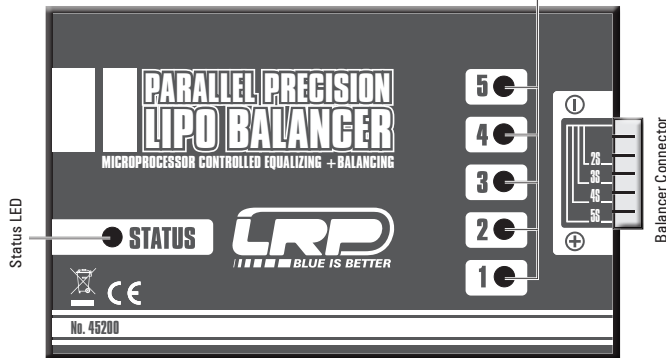 PARALLEL PRECISION
LIPO BALANCER
MICROPROCESSOR CONTROLLED EQUALIZING + BALANCING
5
4
3
2
1
2S
3S
4S
5S
Balancer Connector
Status LED
STATUS
LRP
BLUE IS BETTER
CE
No. 45200